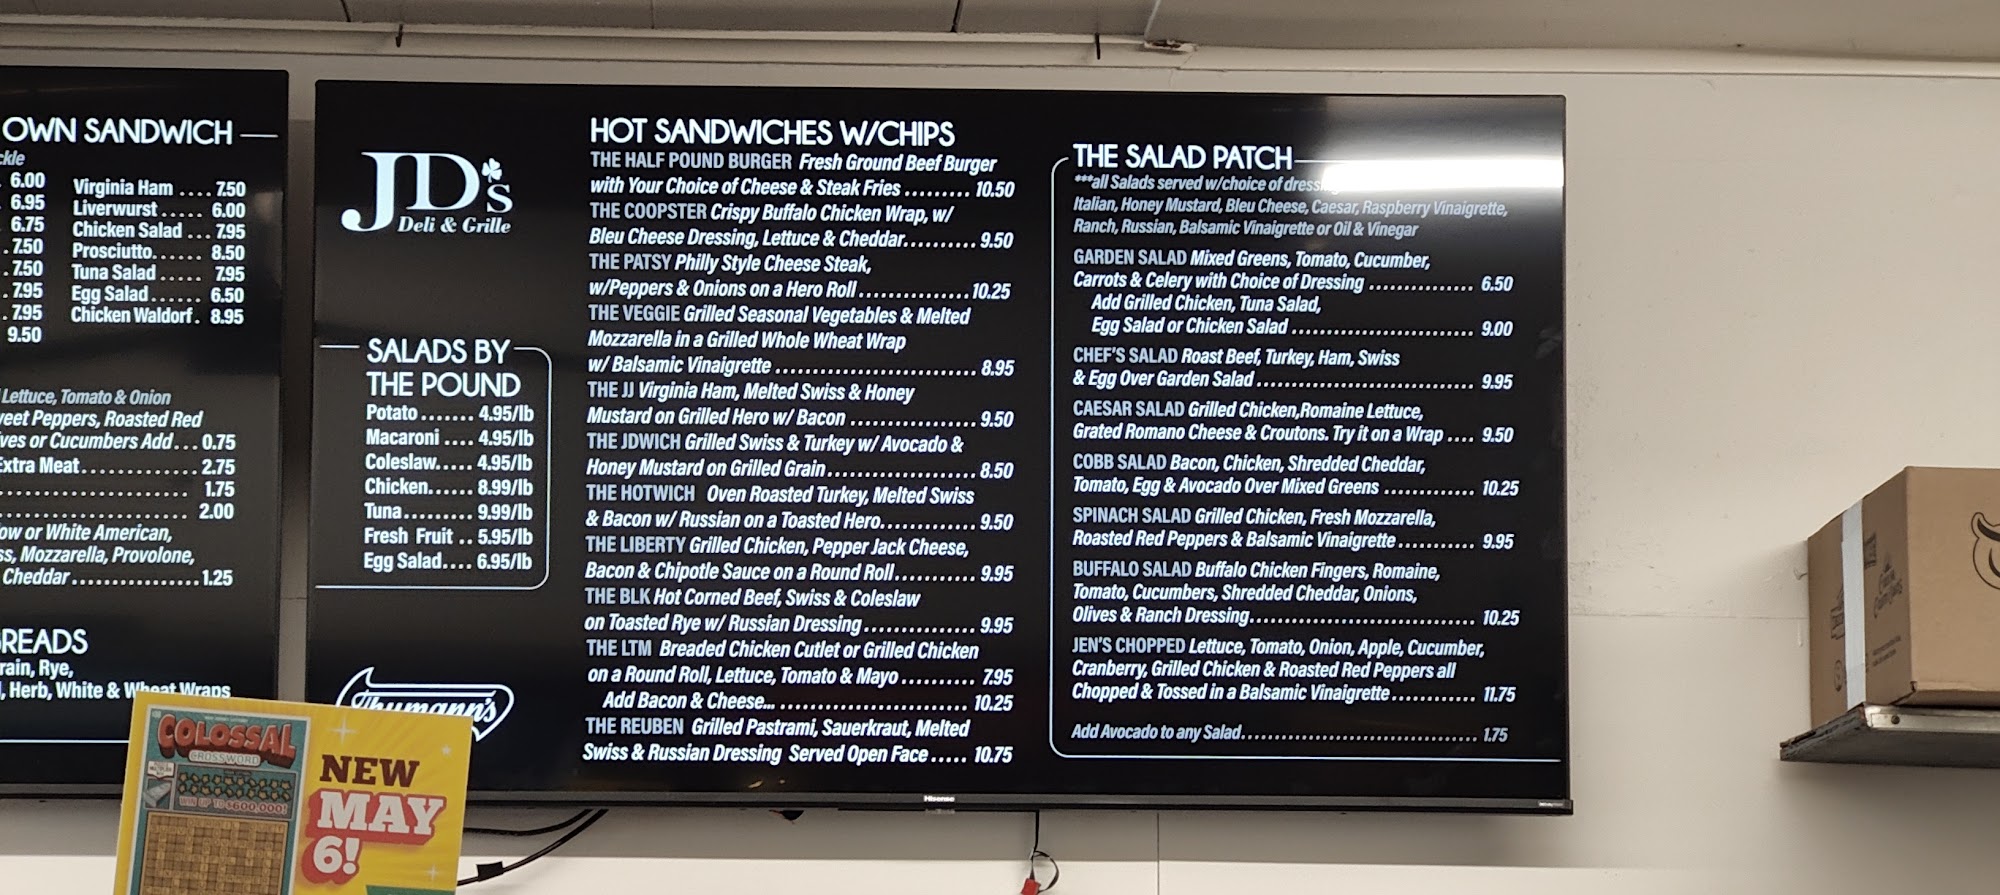 OWN SANDWICH
6.00
6.95
6.75
7.50
7.50
7.95
7.95
9.50
Virginia Ham .... 7.50
Liverwurst ..... 6.00
Chicken Salad ... 7.95
Prosciutto...... 8.50
Tuna Salad ..... 7.95
Egg Salad....... 6.50
Chicken Waldorf . 8.95
Lettuce, Tomato & Onion
Peppers, Roasted Red
or Cucumbers Add... 0.75
Extra Meat................ 2.75
1.75
2.00
or White American,
Mozzarella, Provolone,
Cheddar..................1.25
Rye,
Herb, White & Wheat Wraps
JD's
Deli & Grille
SALADS BY
THE POUND
Potato ....... 4.95/lb
Macaroni .... 4.95/lb
Coleslaw..... 4.95/lb
Chicken...... 8.99/lb
Tuna......... 9.99/lb
Fresh Fruit .. 5.95/lb
Egg Salad.... 6.95/lb
Thumann's
HOT SANDWICHES W/CHIPS
THE HALF POUND BURGER Fresh Ground Beef Burger
with Your Choice of Cheese & Steak Fries ......... 10.50
THE COOPSTER Crispy Buffalo Chicken Wrap, w/
Bleu Cheese Dressing, Lettuce & Cheddar.......... 9.50
THE PATSY Philly Style Cheese Steak,
w/Peppers & Onions on a Hero Roll ............... 10.25
THE VEGGIE Grilled Seasonal Vegetables & Melted
Mozzarella in a Grilled Whole Wheat Wrap
w/ Balsamic Vinaigrette ............................ 8.95
THE JJ Virginia Ham, Melted Swiss & Honey
Mustard on Grilled Hero w/ Bacon ................. 9.50
THE JDWICH Grilled Swiss & Turkey w/ Avocado &
Honey Mustard on Grilled Grain.................... 8.50
THE HOTWICH Oven Roasted Turkey, Melted Swiss
& Bacon w/ Russian on a Toasted Hero............. 9.50
THE LIBERTY Grilled Chicken, Pepper Jack Cheese,
Bacon & Chipotle Sauce on a Round Roll........... 9.95
THE BLK Hot Corned Beef, Swiss & Coleslaw
on Toasted Rye w/ Russian Dressing ............... 9.95
THE LTM Breaded Chicken Cutlet or Grilled Chicken
on a Round Roll, Lettuce, Tomato & Mayo .......... 7.95
Add Bacon & Cheese... .......................... 10.25
THE REUBEN Grilled Pastrami, Sauerkraut, Melted
Swiss & Russian Dressing Served Open Face ..... 10.75
THE SALAD PATCH
***all Salads served w/choice of
Italian, Honey Mustard, Bleu Cheese, Caesar, Raspberry Vinaigrette,
Ranch, Russian, Balsamic Vinaigrette or Oil & Vinegar
GARDEN SALAD Mixed Greens, Tomato, Cucumber,
Carrots & Celery with Choice of Dressing ............... 6.50
Add Grilled Chicken, Tuna Salad,
Egg Salad or Chicken Salad .......................... 9.00
CHEF'S SALAD Roast Beef, Turkey, Ham, Swiss
& Egg Over Garden Salad ............................... 9.95
CAESAR SALAD Grilled Chicken,Romaine Lettuce,
Grated Romano Cheese & Croutons. Try it on a Wrap .... 9.50
COBB SALAD Bacon, Chicken, Shredded Cheddar,
Tomato, Egg & Avocado Over Mixed Greens ............. 10.25
SPINACH SALAD Grilled Chicken, Fresh Mozzarella,
Roasted Red Peppers & Balsamic Vinaigrette........... 9.95
BUFFALO SALAD Buffalo Chicken Fingers, Romaine,
Tomato, Cucumbers, Shredded Cheddar, Onions,
Olives & Ranch Dressing................................ 10.25
JEN'S CHOPPED Lettuce, Tomato, Onion, Apple, Cucumber,
Cranberry, Grilled Chicken & Roasted Red Peppers all
Chopped & Tossed in a Balsamic Vinaigrette............ 11.75
Add Avocado to any Salad................................. 1.75
Hisense
COLOSSAL
CROSSWORD
WIN UP TO $600,000!
NEW
MAY
6!